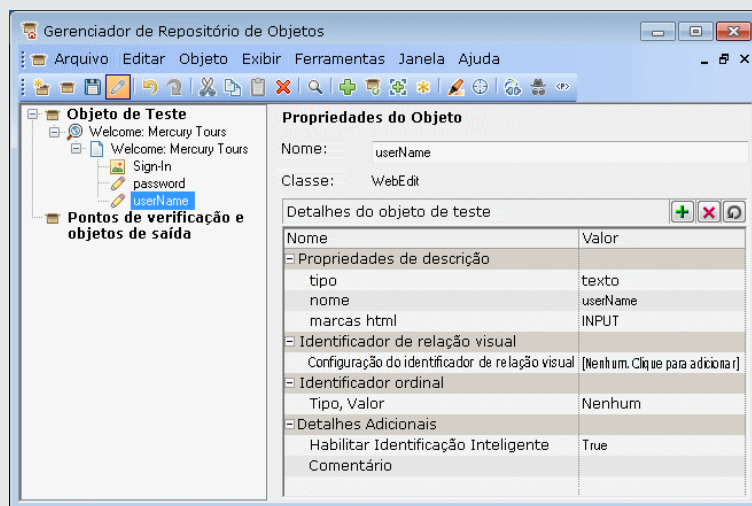 Gerenciador de Repositório de Objetos
Arquivo Editar Objeto Exibir Ferramentas Janela Ajuda
Objeto de Teste
Welcome: Mercury Tours
Welcome: Mercury Tours
Sign-In
password
userName
Pontos de verificação e
objetos de saída
Propriedades do Objeto
Nome: userName
Classe: WebEdit
Detalhes do objeto de teste
Nome Valor
Propriedades de descrição
tipo texto
nome userName
marcas html INPUT
Identificador de relação visual
Configuração do identificador de relação visual [Nenhum. Clique para adicionar]
Identificador ordinal
Tipo, Valor Nenhum
Detalhes Adicionais
Habilitar Identificação Inteligente True
Comentário